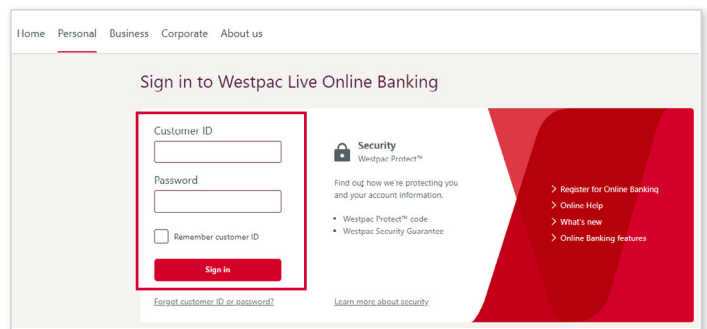 Home Personal Business Corporate About us
Sign in to Westpac Live Online Banking
Customer ID
Password
Remember customer ID
Sign in
Forgot customer ID or password?
Security
Westpac Protect™
Find out how we're protecting you
and your account information.
• Westpac Protect™ code
• Westpac Security Guarantee
Learn more about security
> Register for Online Banking
> Online Help
> What's new
> Online Banking features